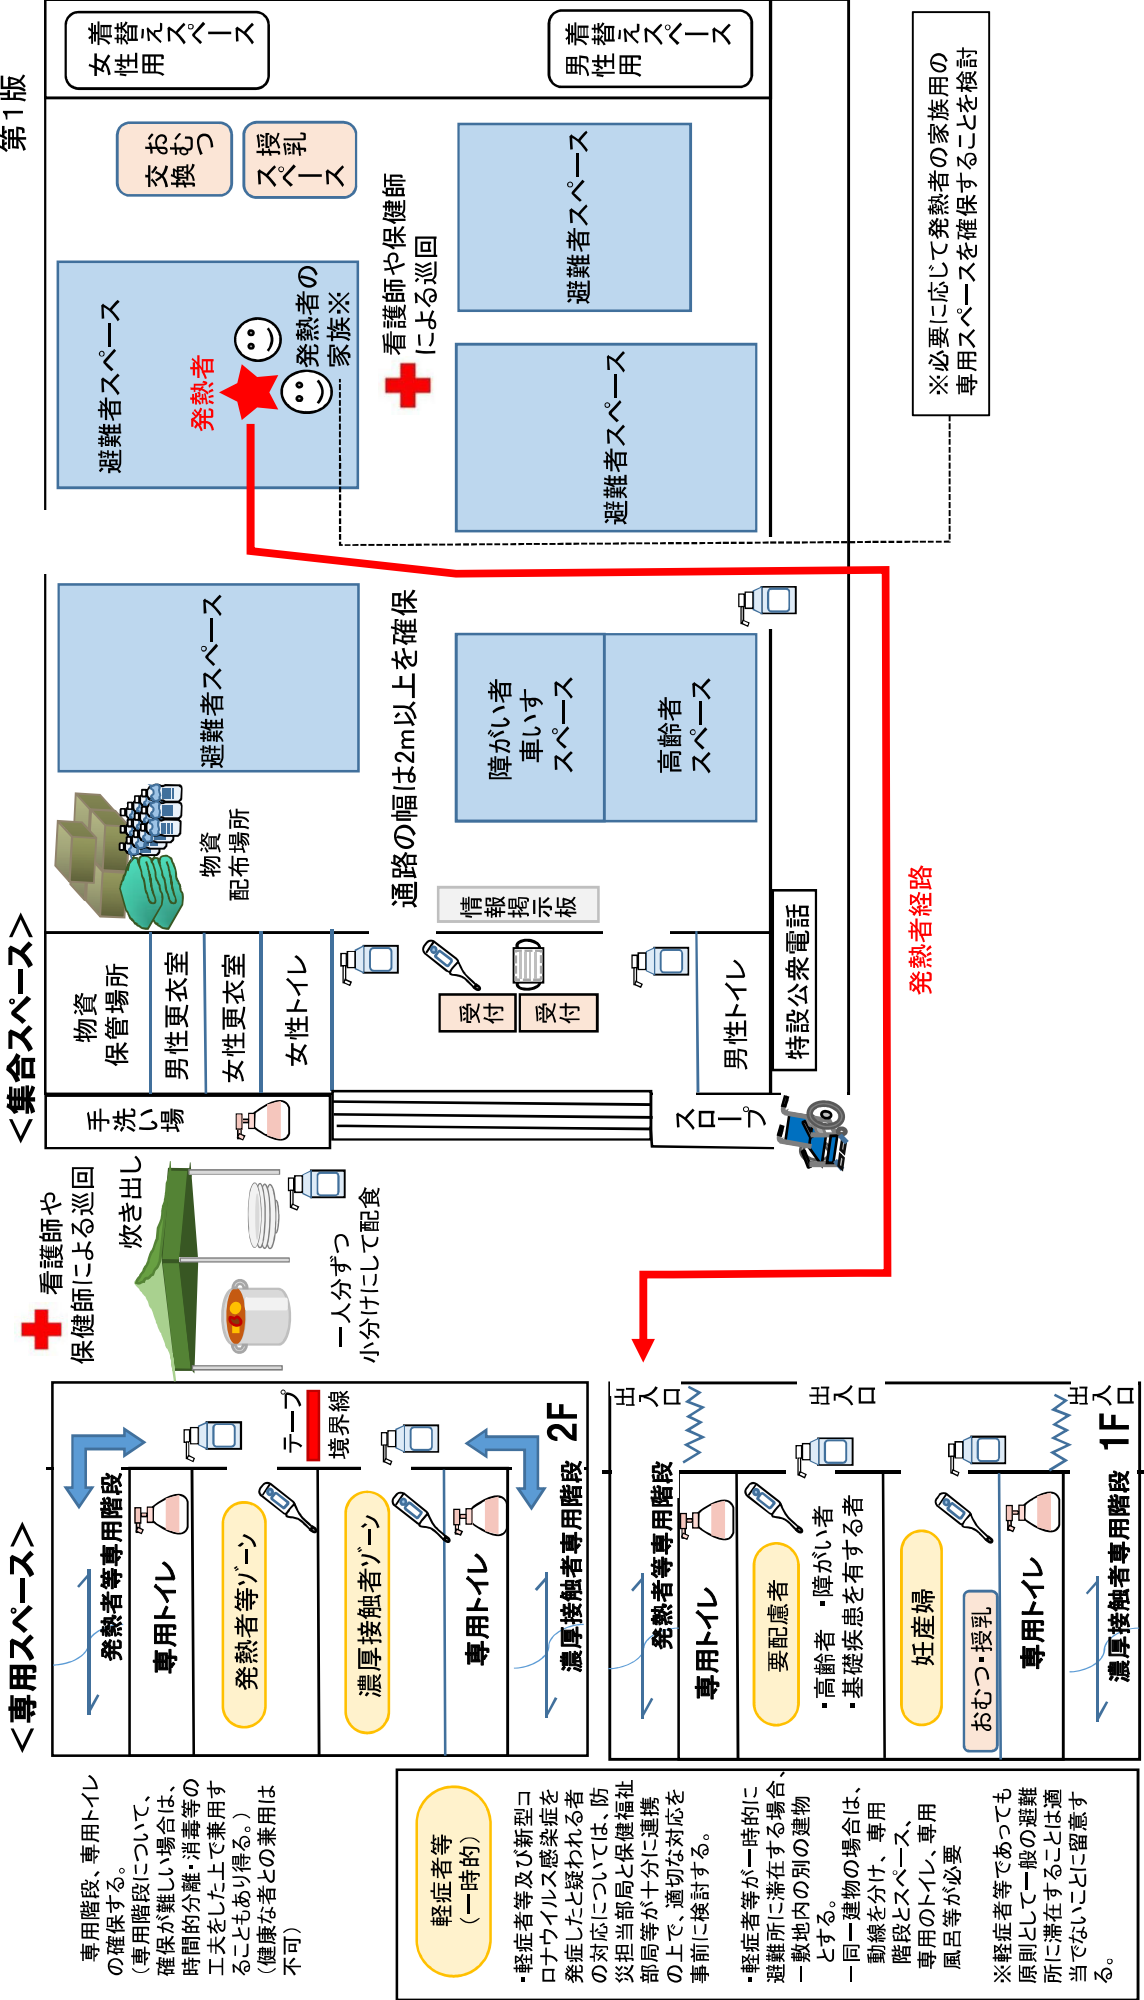 第1版
<専用スペース>
<集合スペース>
専用階段、専用トイレ
の確保する。
(専用階段について、
確保が難しい場合は、
時間的分離・消毒等の
工夫をした上で兼用す
ることもあり得る。)
(健康な者との兼用は
不可)
軽症者等
(一時的)
・軽症者等及び新型コ
ロナウイルス感染症を
発症したと疑われる者
の対応については、防
災担当部局と保健福祉
部局等が十分に連携
の上で、適切な対応を
事前に検討する。
・軽症者等が一時的に
避難所に滞在する場合、
ー敷地内の別の建物
とする。
ー同一建物の場合は、
動線を分け、専用
階段とスペース、
専用のトイレ、専用
風呂等が必要
※軽症者等であっても
原則として一般の避難
所に滞在することは適
当でないことに留意す
る。
発熱者等専用階段
専用トイレ
発熱者等ゾーン
テープ
境界線
濃厚接触者ゾーン
専用トイレ
2F
濃厚接触者専用階段
出
入
口
発熱者等専用階段
専用トイレ
要配慮者
・高齢者 ・障がい者
・基礎疾患を有する者
出
入
口
妊産婦
おむつ・授乳
専用トイレ
出
入
口
1F
濃厚接触者専用階段
看護師や
保健師による巡回
炊き出し
一人分ずつ
小分けにして配食
手
洗
い
場
スロープ
物資
保管場所
男性更衣室
女性更衣室
女性トイレ
受
付
受
付
男性トイレ
特設公衆電話
情
報
掲
示
板
物資
配布場所
避難者スペース
通路の幅は2m以上を確保
障がい者
車いす
スペース
高齢者
スペース
発熱者経路
避難者スペース
発熱者
発熱者の
家族※
看護師や保健師
による巡回
避難者スペース
避難者スペース
おむつ
交換
授乳
スペース
女性用
着替えスペース
男性用
着替えスペース
※必要に応じて発熱者の家族用の
専用スペースを確保することを検討